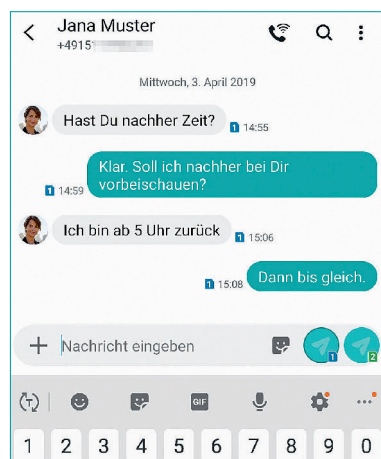 Jana Muster
+4915
Mittwoch, 3. April 2019
Hast Du nachher Zeit?
1 14:55
Klar. Soll ich nachher bei Dir
vorbeischauen?
1 14:59
Ich bin ab 5 Uhr zurück
1 15:06
1 15:08
Dann bis gleich.
Nachricht eingeben
1
2
T
GIF
1 2 3 4 5 6 7 8 9 0